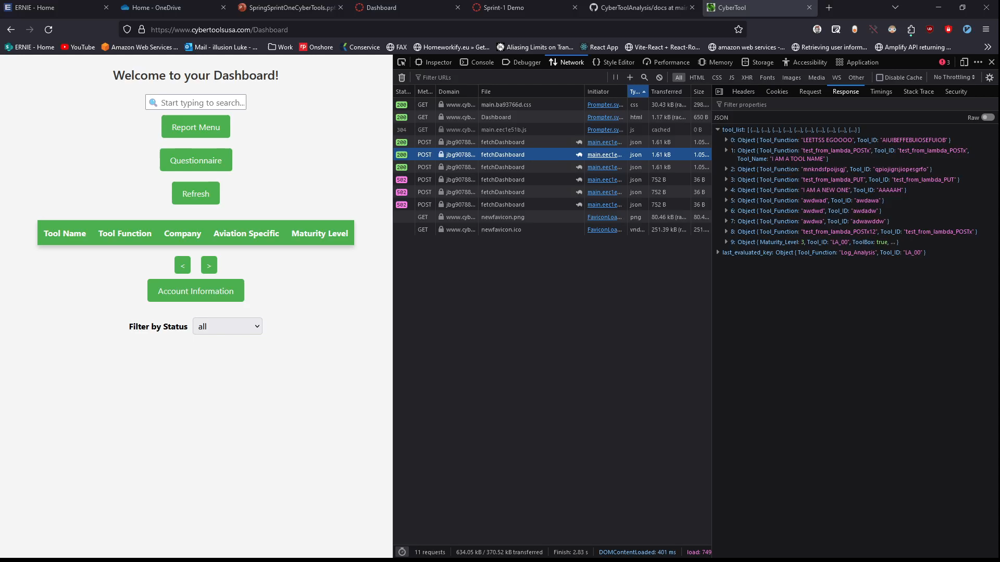 ERNIE - Home
Home - OneDrive
SpringSprintOneCyberTools.ppt
Dashboard
Sprint-1 Demo
CyberToolAnalysis/docs at main
CyberTool
https://www.cybertoolsusa.com/Dashboard
ERNIE - Home YouTube Amazon Web Services ... Mail - illusion Luke - ... Work Onshore Conservice FAX Homeworkify.eu » Get... Aliasing Limits on Tran... React App Vite-React + React-Ro... amazon web services -... Retrieving user inform... Amplify API returning ...
Welcome to your Dashboard!
Start typing to search...
Report Menu
Questionnaire
Refresh
Tool Name Tool Function Company Aviation Specific Maturity Level
< >
Account Information
Filter by Status all
Inspector Console Debugger Network Style Editor Performance Memory Storage Accessibility Application 3
Filter URLs All HTML CSS JS XHR Fonts Images Media WS Other Disable Cache No Throttling
Stat... Met... Domain File Initiator Ty... Transferred Size
200 GET www.cyb... main.ba93766d.css Prompter.sy... css 30.43 kB (ra... 298....
200 GET www.cyb... Dashboard Prompter.sy... html 1.17 kB (rac... 650 B
304 GET www.cyb... main.eec1e51b.js Prompter.sy... js cached 0 B
200 POST jbg90788... fetchDashboard main.eec1e... json 1.61 kB 1.05...
200 POST jbg90788... fetchDashboard main.eec1e... json 1.61 kB 1.05...
200 POST jbg90788... fetchDashboard main.eec1e... json 1.61 kB 1.05...
502 POST jbg90788... fetchDashboard main.eec1e... json 752 B 36 B
502 POST jbg90788... fetchDashboard main.eec1e... json 752 B 36 B
502 POST jbg90788... fetchDashboard main.eec1e... json 752 B 36 B
GET www.cyb... newfavicon.png FaviconLoa... png 80.46 kB (ra... 80.4...
GET www.cyb... newfavicon.ico FaviconLoa... vnd... 251.39 kB (r... 251....
11 requests 634.05 kB / 370.52 kB transferred Finish: 2.83 s DOMContentLoaded: 401 ms load: 749
Headers Cookies Request Response Timings Stack Trace Security
Filter properties
JSON Raw
tool_list: [ {...}, {...}, {...}, {...}, {...}, {...}, {...}, {...}, {...}, {...} ]
0: Object { Tool_Function: "LEETTSS EGOOOO", Tool_ID: "AIUIBEFFEBUIOSEFUIOB" }
1: Object { Tool_Function: "test_from_lambda_POSTx", Tool_ID: "test_from_lambda_POSTx",
Tool_Name: "I AM A TOOL NAME" }
2: Object { Tool_Function: "mnkndsfpoijsgj", Tool_ID: "qpiojigrsjiopesgrfo" }
3: Object { Tool_Function: "test_from_lambda_PUT", Tool_ID: "test_from_lambda_PUT" }
4: Object { Tool_Function: "I AM A NEW ONE", Tool_ID: "AAAAAH" }
5: Object { Tool_Function: "awdwad", Tool_ID: "awdawa" }
6: Object { Tool_Function: "awdwd", Tool_ID: "awdadw" }
7: Object { Tool_Function: "awdwa", Tool_ID: "adwawddw" }
8: Object { Tool_Function: "test_from_lambda_POSTx12", Tool_ID: "test_from_lambda_POSTx" }
9: Object { Maturity_Level: 3, Tool_ID: "LA_00", ToolBox: true, ... }
last_evaluated_key: Object { Tool_Function: "Log_Analysis", Tool_ID: "LA_00" }